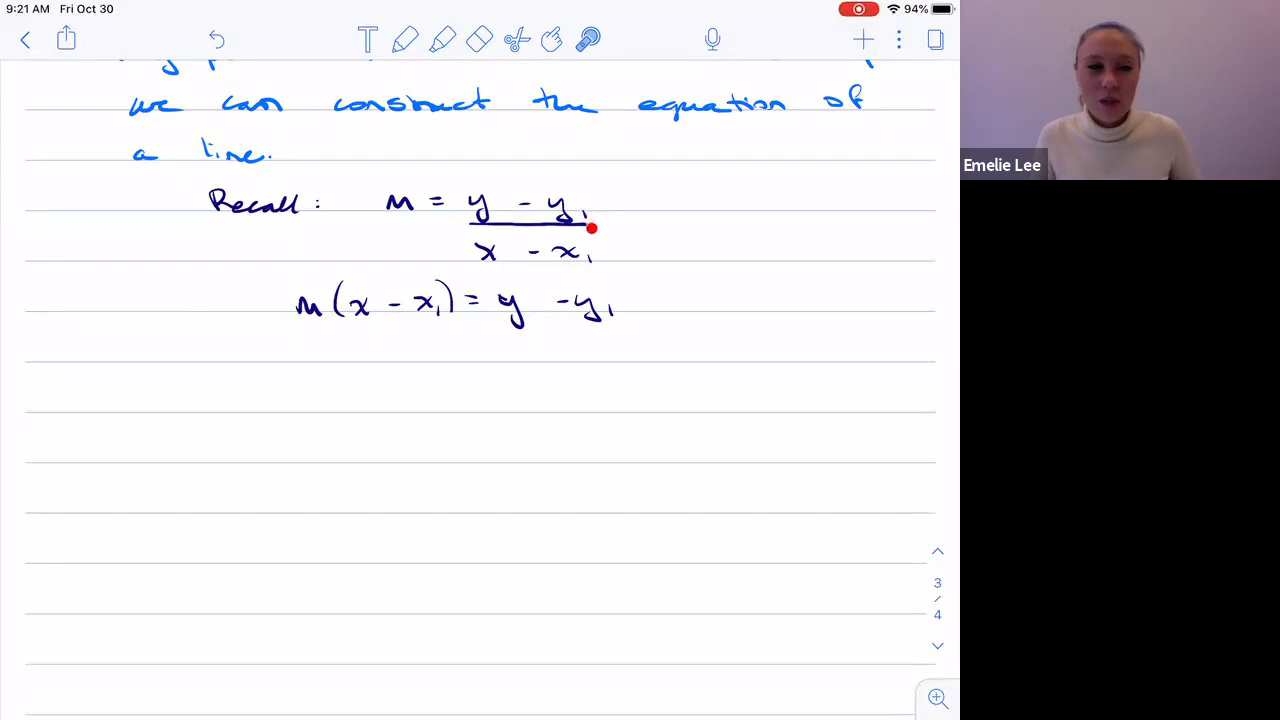 9:21 AM Fri Oct 30
94%
we can construct the equation of
a line.
Recall: m = y - y₁
x - x₁
m(x - x₁) = y - y₁
Emelie Lee
3
/
4